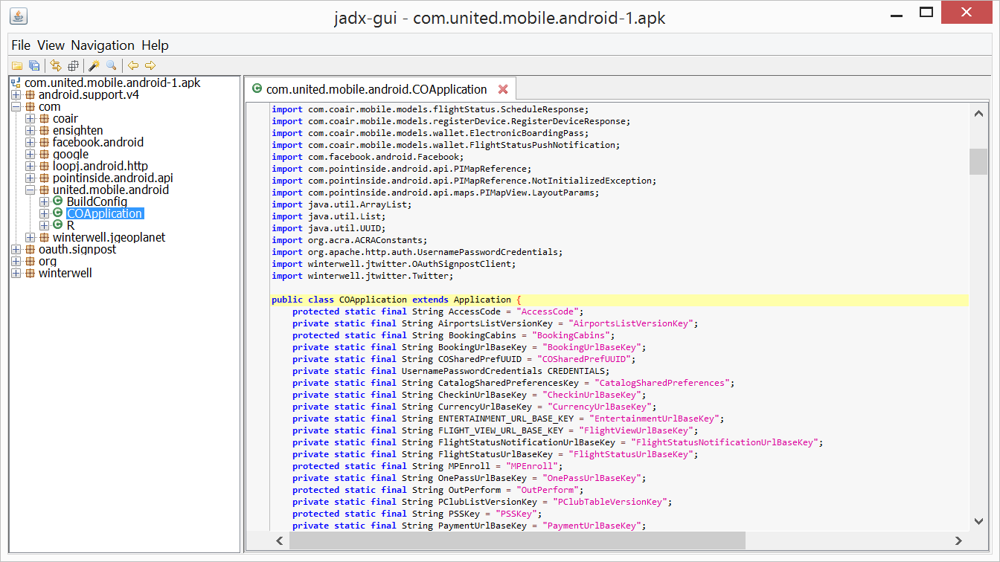 jadx-gui - com.united.mobile.android-1.apk
File View Navigation Help
com.united.mobile.android-1.apk
android.support.v4
com
coair
ensighten
facebook.android
google
loopj.android.http
pointinside.android.api
united.mobile.android
BuildConfig
COApplication
R
winterwell.jgeoplanet
oauth.signpost
org
winterwell
com.united.mobile.android.COApplication
import com.coair.mobile.models.flightStatus.ScheduleResponse;
import com.coair.mobile.models.registerDevice.RegisterDeviceResponse;
import com.coair.mobile.models.wallet.ElectronicBoardingPass;
import com.coair.mobile.models.wallet.FlightStatusPushNotification;
import com.facebook.android.Facebook;
import com.pointinside.android.api.PIMapReference;
import com.pointinside.android.api.PIMapReference.NotInitializedException;
import com.pointinside.android.api.maps.PIMapView.LayoutParams;
import java.util.ArrayList;
import java.util.List;
import java.util.UUID;
import org.acra.ACRAConstants;
import org.apache.http.auth.UsernamePasswordCredentials;
import winterwell.jtwitter.OAuthSignpostClient;
import winterwell.jtwitter.Twitter;
public class COApplication extends Application {
protected static final String AccessCode = "AccessCode";
private static final String AirportsListVersionKey = "AirportsListVersionKey";
protected static final String BookingCabins = "BookingCabins";
private static final String BookingUrlBaseKey = "BookingUrlBaseKey";
private static final String COSharedPrefUUID = "COSharedPrefUUID";
private static final UsernamePasswordCredentials CREDENTIALS;
private static final String CatalogSharedPreferencesKey = "CatalogSharedPreferences";
private static final String CheckinUrlBaseKey = "CheckinUrlBaseKey";
private static final String CurrencyUrlBaseKey = "CurrencyUrlBaseKey";
private static final String ENTERTAINMENT_URL_BASE_KEY = "EntertainmentUrlBaseKey";
private static final String FLIGHT_VIEW_URL_BASE_KEY = "FlightViewUrlBaseKey";
private static final String FlightStatusNotificationUrlBaseKey = "FlightStatusNotificationUrlBaseKey";
private static final String FlightStatusUrlBaseKey = "FlightStatusUrlBaseKey";
protected static final String MPEnroll = "MPEnroll";
private static final String OnePassUrlBaseKey = "OnePassUrlBaseKey";
protected static final String OutPerform = "OutPerform";
private static final String PClubListVersionKey = "PClubTableVersionKey";
protected static final String PSSKey = "PSSKey";
private static final String PaymentUrlBaseKey = "PaymentUrlBaseKey";